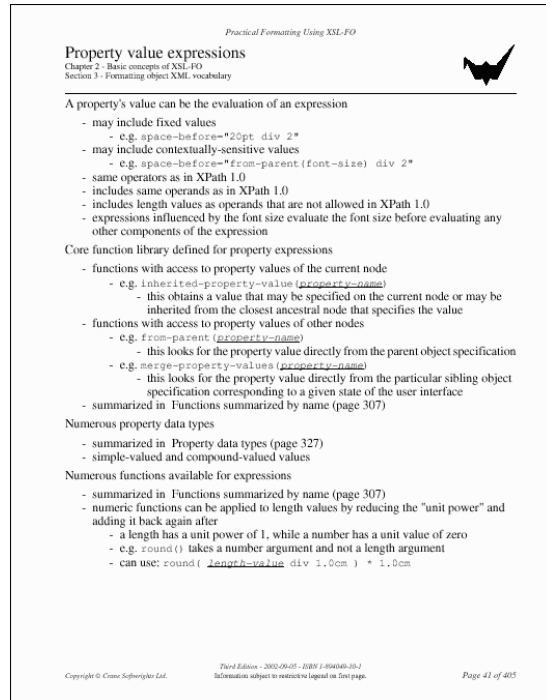 Practical Formatting Using XSL-FO
Property value expressions
Chapter 2 - Basic concepts of XSL-FO
Section 3 - Formatting object XML vocabulary
A property's value can be the evaluation of an expression
- may include fixed values
- e.g. space-before="20pt div 2"
- may include contextually-sensitive values
- e.g. space-before="from-parent(font-size) div 2"
- same operators as in XPath 1.0
- includes same operands as in XPath 1.0
- includes length values as operands that are not allowed in XPath 1.0
- expressions influenced by the font size evaluate the font size before evaluating any
other components of the expression
Core function library defined for property expressions
- functions with access to property values of the current node
- e.g. inherited-property-value(property-name)
- this obtains a value that may be specified on the current node or may be
inherited from the closest ancestral node that specifies the value
- functions with access to property values of other nodes
- e.g. from-parent(property-name)
- this looks for the property value directly from the parent object specification
- e.g. merge-property-values(property-name)
- this looks for the property value directly from the particular sibling object
specification corresponding to a given state of the user interface
- summarized in Functions summarized by name (page 307)
Numerous property data types
- summarized in Property data types (page 327)
- simple-valued and compound-valued values
Numerous functions available for expressions
- summarized in Functions summarized by name (page 307)
- numeric functions can be applied to length values by reducing the "unit power" and
adding it back again after
- a length has a unit power of 1, while a number has a unit value of zero
- e.g. round() takes a number argument and not a length argument
- can use: round( length-value div 1.0cm ) * 1.0cm
Third Edition - 2002-09-05 - ISBN 1-894049-10-1
Copyright © Crane Softwrights Ltd.
Information subject to restrictive legend on first page.
Page 41 of 405